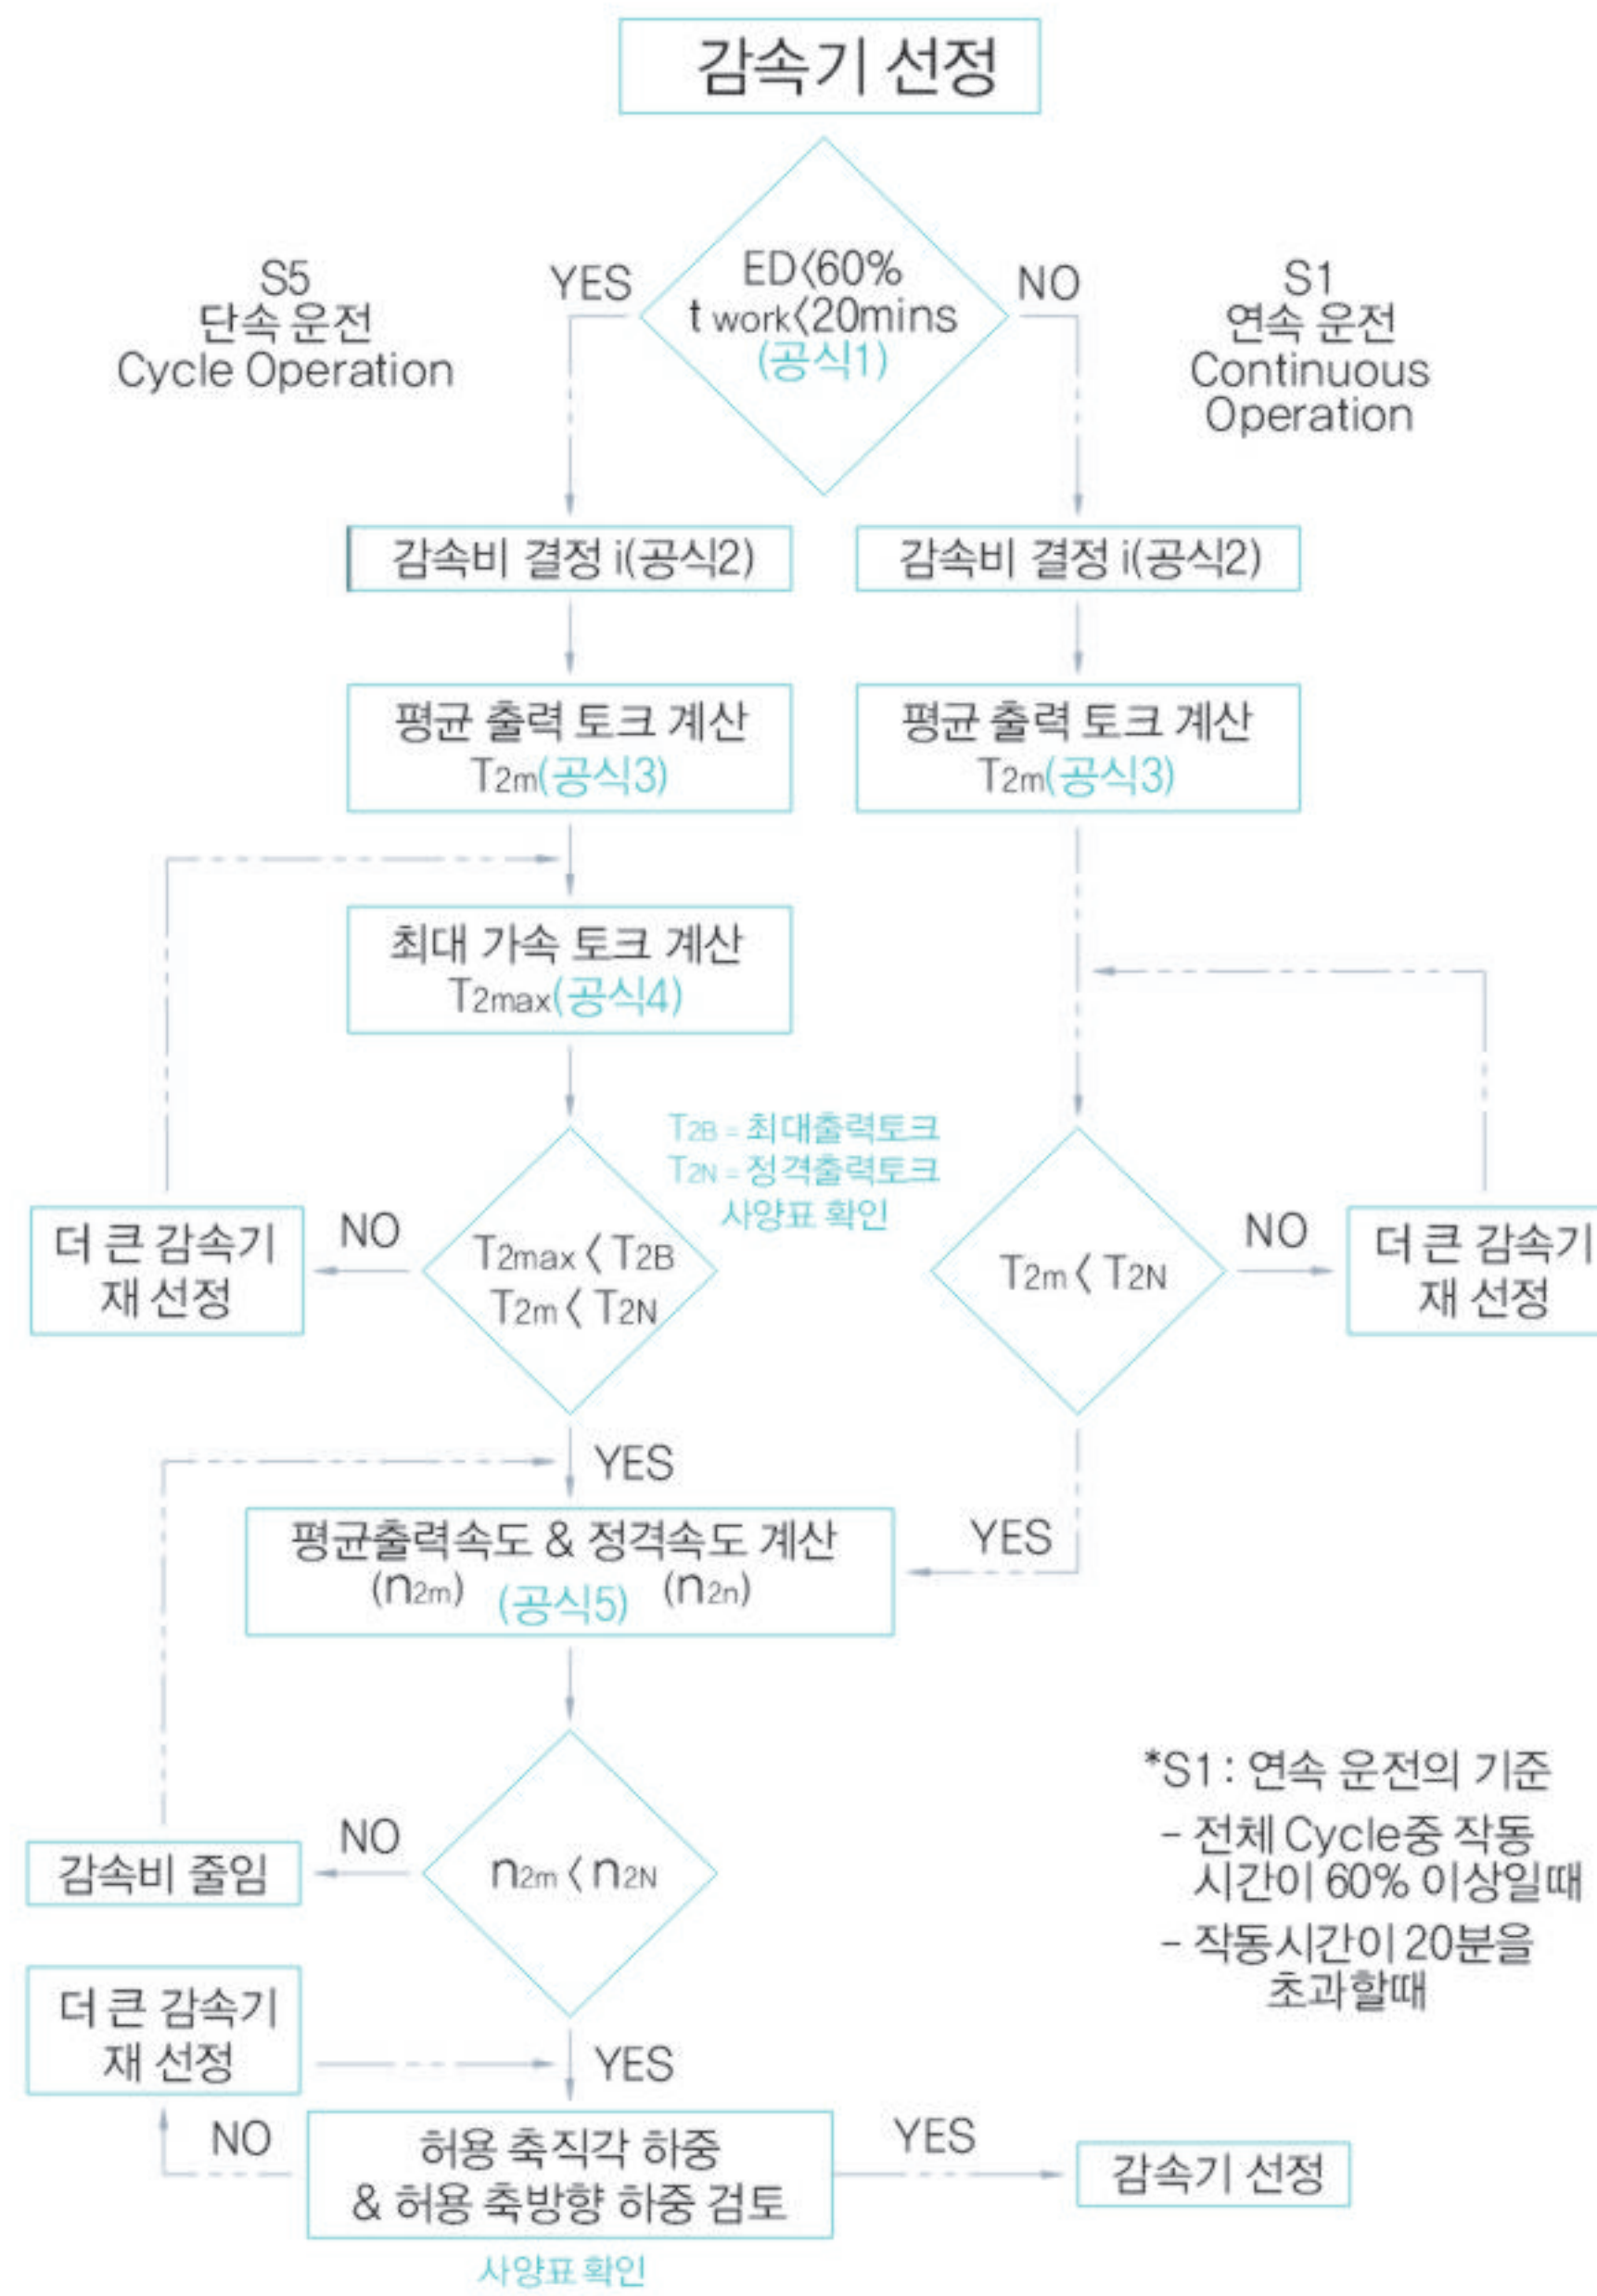 감속기 선정
S5
단속 운전
Cycle Operation
YES
ED〈60%
t work〈20mins
(공식1)
NO
S1
연속 운전
Continuous
Operation
감속비 결정 i(공식2)
감속비 결정 i(공식2)
평균 출력 토크 계산
T2m(공식3)
평균 출력 토크 계산
T2m(공식3)
최대 가속 토크 계산
T2max(공식4)
T2B = 최대출력토크
T2N = 정격출력토크
사양표 확인
더 큰 감속기
재 선정
NO
T2max〈 T2B
T2m〈 T2N
T2m〈 T2N
NO
더 큰 감속기
재 선정
YES
평균출력속도 & 정격속도 계산
(n2m) (공식5) (n2n)
YES
감속비 줄임
NO
n2m〈 n2N
*S1 : 연속 운전의 기준
- 전체 Cycle중 작동
시간이 60% 이상일때
- 작동시간이 20분을
초과할때
더 큰 감속기
재 선정
YES
NO
허용 축직각 하중
& 허용 축방향 하중 검토
YES
감속기 선정
사양표 확인